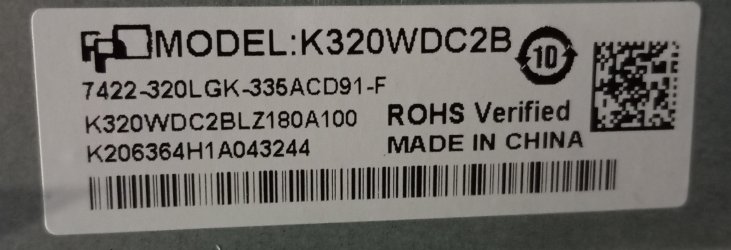 MODEL:K320WDC2B
10
7422-320LGK-335ACD91-F
K320WDC2BLZ180A100
ROHS Verified
K206364H1A043244
MADE IN CHINA